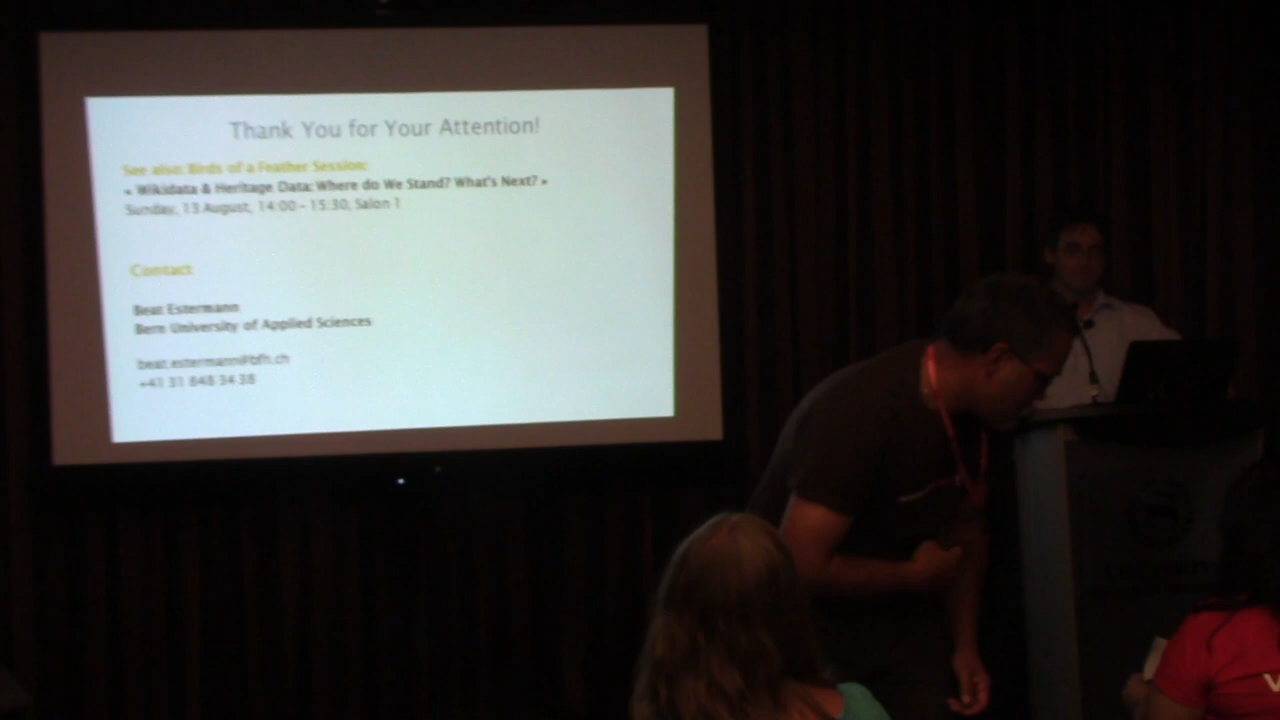 Thank You for Your Attention!
See also: Birds of a Feather Session:
« Wikidata & Heritage Data: Where do We Stand? What's Next? »
Sunday, 13 August, 14:00 – 15:30, Salon 1
Contact
Beat Estermann
Bern University of Applied Sciences
beat.estermann@bfh.ch
+41 31 848 34 38